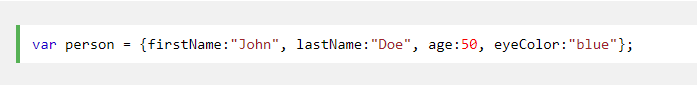 var person = {firstName:"John", lastName:"Doe", age:50, eyeColor:"blue"};